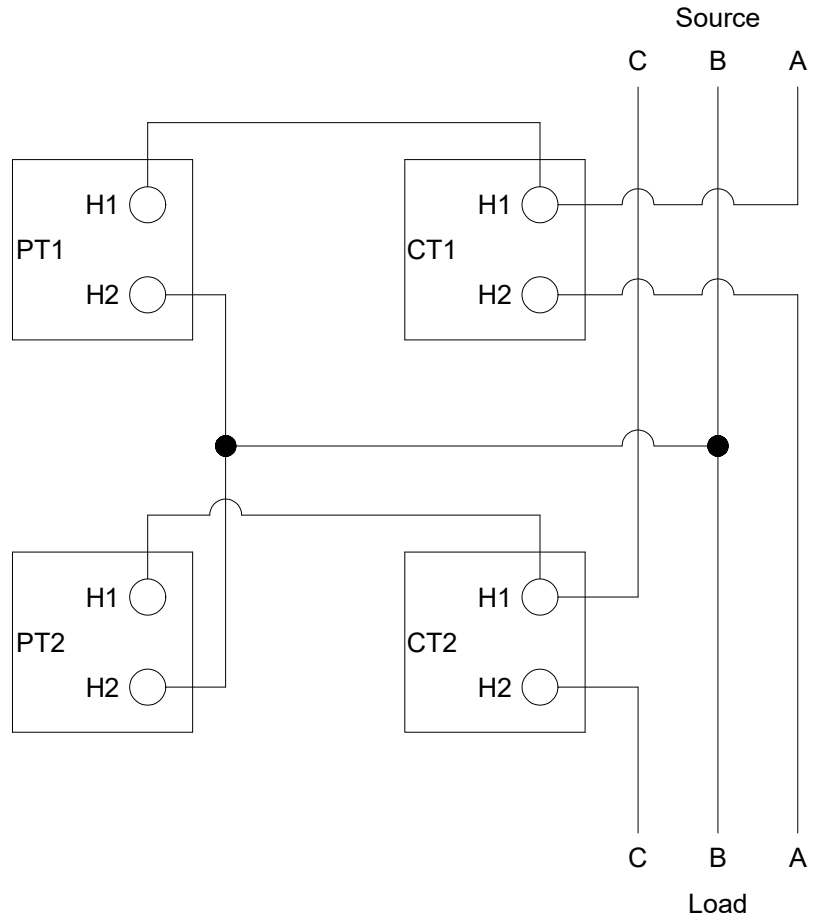 Source
C B A
H1 H1
PT1 CT1
H2 H2
H1 H1
PT2 CT2
H2 H2
C B A
Load